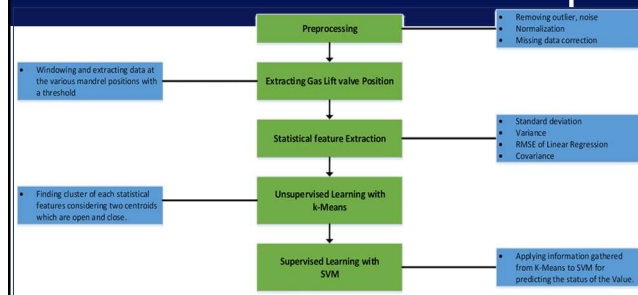 Preprocessing
• Removing outlier, noise
• Normalization
• Missing data correction
• Windowing and extracting data at
the various mandrel positions with
a threshold
Extracting Gas Lift valve Position
Statistical feature Extraction
• Standard deviation
• Variance
• RMSE of Linear Regression
• Covariance
• Finding cluster of each statistical
features considering two centroids
which are open and close.
Unsupervised Learning with
k-Means
Supervised Learning with
SVM
• Applying information gathered
from K-Means to SVM for
predicting the status of the Value.